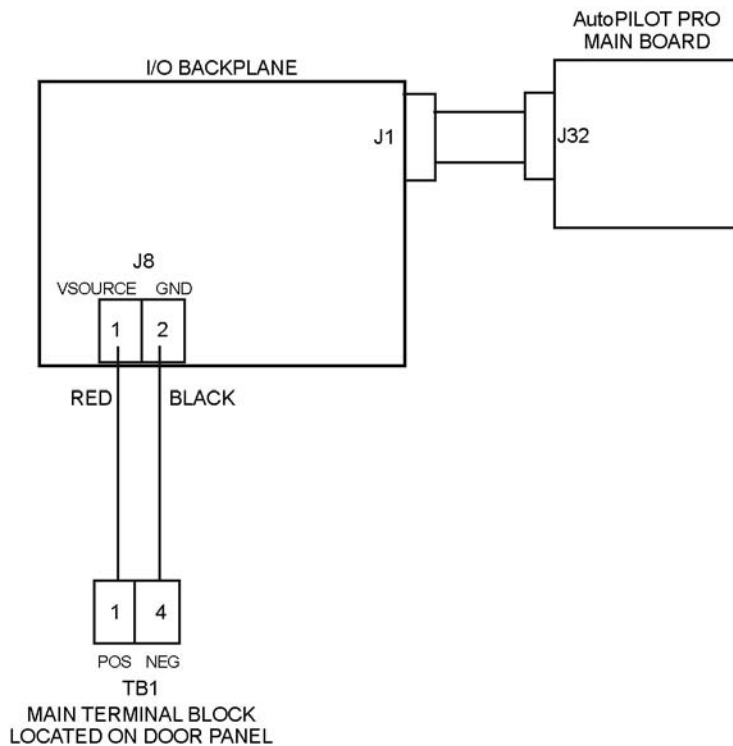 AutoPILOT PRO
MAIN BOARD
I/O BACKPLANE
J1
J32
J8
VSOURCE GND
1 2
RED BLACK
1 4
POS NEG
TB1
MAIN TERMINAL BLOCK
LOCATED ON DOOR PANEL